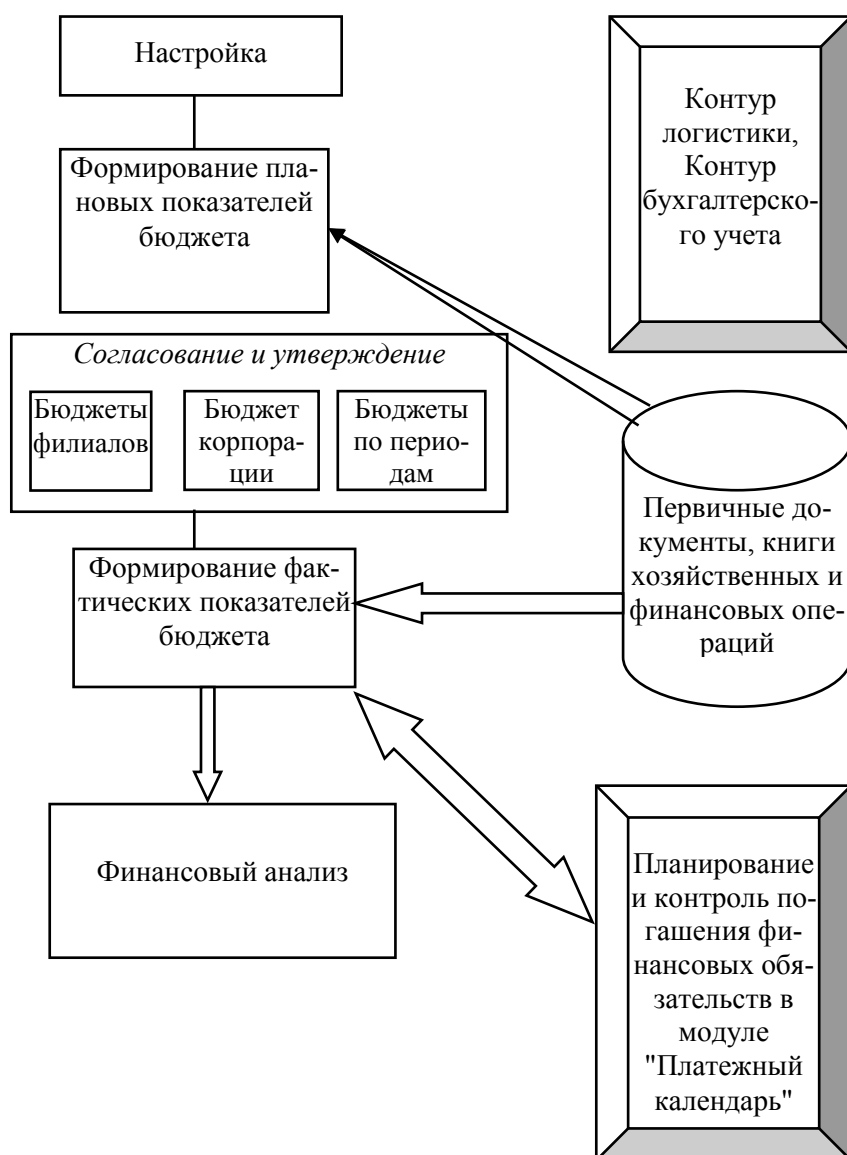 Настройка
Формирование пла-
новых показателей
бюджета
Контур
логистики,
Контур
бухгалтерско-
го учета
Согласование и утверждение
Бюджеты
филиалов
Бюджет
корпора-
ции
Бюджеты
по перио-
дам
Первичные до-
кументы, книги
хозяйственных и
финансовых опе-
раций
Формирование фак-
тических показателей
бюджета
Финансовый анализ
Планирование
и контроль по-
гашения фи-
нансовых обя-
зательств в
модуле
"Платежный
календарь"